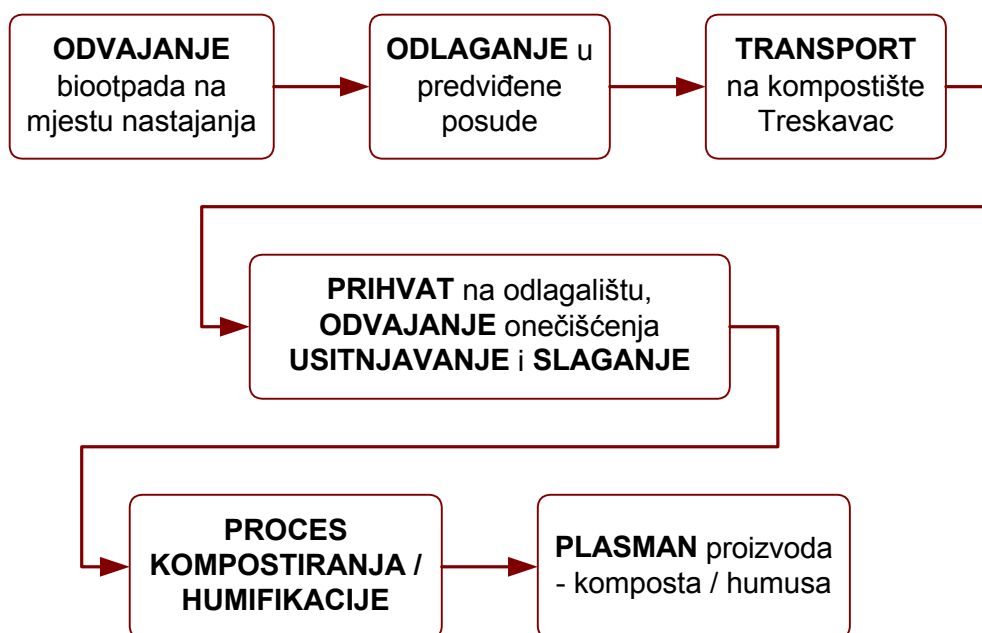 ODVAJANJE
biootpada na
mjestu nastajanja
ODLAGANJE u
predviđene
posude
TRANSPORT
na kompostište
Treskavac
PRIHVAT na odlagalištu,
ODVAJANJE onečišćenja
USITNJAVANJE i SLAGANJE
PROCES
KOMPOSTIRANJA /
HUMIFIKACIJE
PLASMAN proizvoda
- komposta / humusa